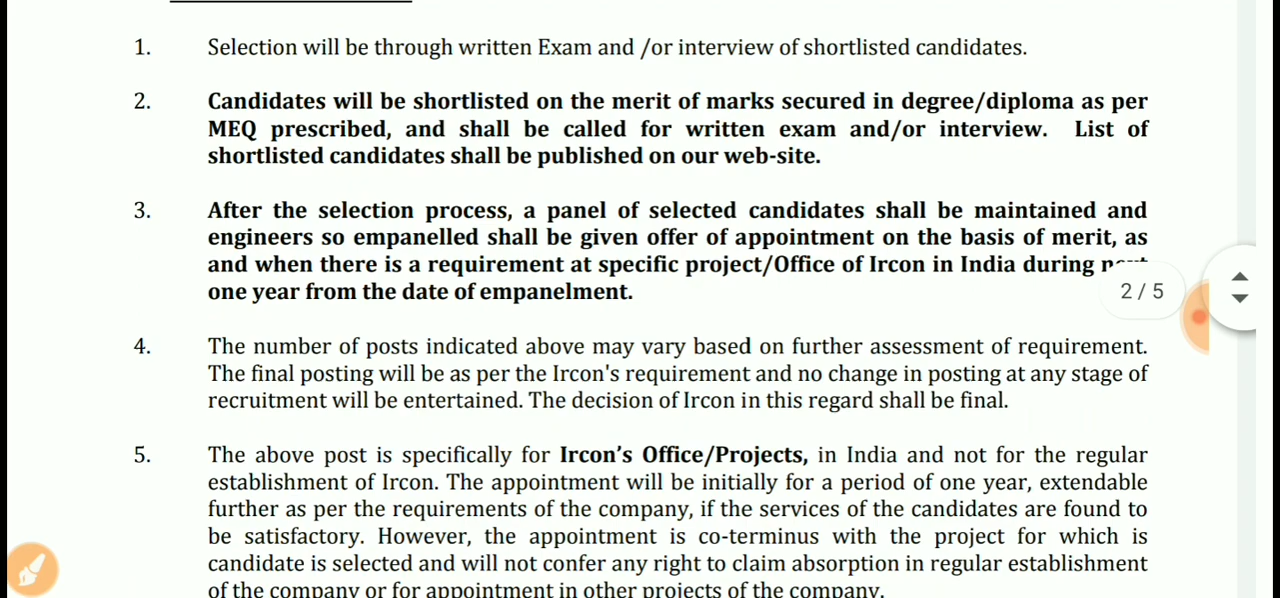 1. Selection will be through written Exam and /or interview of shortlisted candidates.
2. Candidates will be shortlisted on the merit of marks secured in degree/diploma as per
MEQ prescribed, and shall be called for written exam and/or interview. List of
shortlisted candidates shall be published on our web-site.
3. After the selection process, a panel of selected candidates shall be maintained and
engineers so empanelled shall be given offer of appointment on the basis of merit, as
and when there is a requirement at specific project/Office of Ircon in India during
one year from the date of empanelment.
2 / 5
4. The number of posts indicated above may vary based on further assessment of requirement.
The final posting will be as per the Ircon's requirement and no change in posting at any stage of
recruitment will be entertained. The decision of Ircon in this regard shall be final.
5. The above post is specifically for Ircon’s Office/Projects, in India and not for the regular
establishment of Ircon. The appointment will be initially for a period of one year, extendable
further as per the requirements of the company, if the services of the candidates are found to
be satisfactory. However, the appointment is co-terminus with the project for which is
candidate is selected and will not confer any right to claim absorption in regular establishment
of the company or for appointment in other projects of the company.